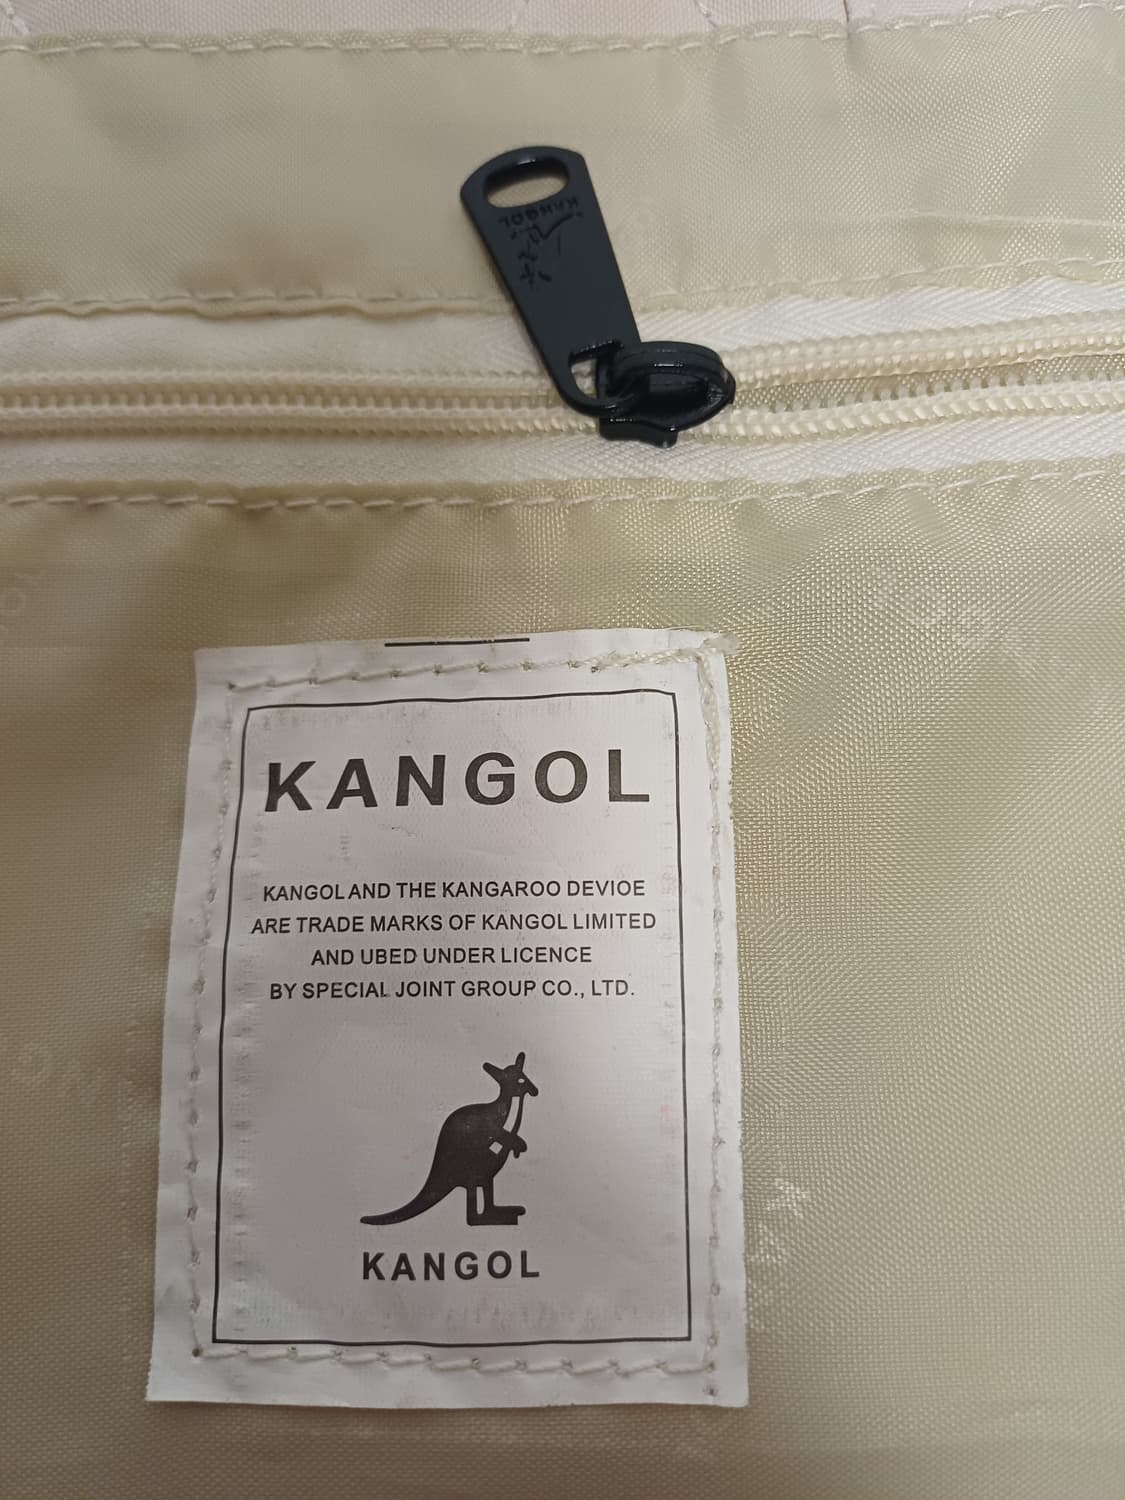 KANGOL
KANGOL
KANGOL AND THE KANGAROO DEVIOE
ARE TRADE MARKS OF KANGOL LIMITED
AND UBED UNDER LICENCE
BY SPECIAL JOINT GROUP CO., LTD.
KANGOL